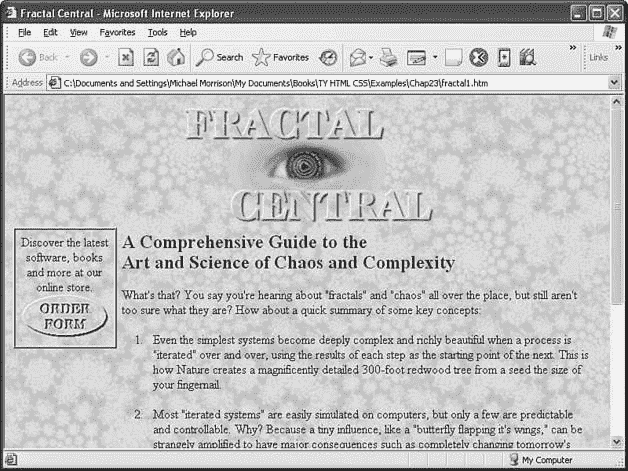 Fractal Central - Microsoft Internet Explorer
File Edit View Favorites Tools Help
Back Search Favorites » Links »
Address C:\Documents and Settings\Michael Morrison\My Documents\Books\TY HTML CSS\Examples\Chap23\fractal1.htm
FRACTAL
CENTRAL
Discover the latest
software, books
and more at our
online store.
ORDER
FORM
A Comprehensive Guide to the
Art and Science of Chaos and Complexity
What's that? You say you're hearing about "fractals" and "chaos" all over the place, but still aren't
too sure what they are? How about a quick summary of some key concepts:
1. Even the simplest systems become deeply complex and richly beautiful when a process is
"iterated" over and over, using the results of each step as the starting point of the next. This is
how Nature creates a magnificently detailed 300-foot redwood tree from a seed the size of
your fingernail.
2. Most "iterated systems" are easily simulated on computers, but only a few are predictable
and controllable. Why? Because a tiny influence, like a "butterfly flapping it's wings," can be
strangely amplified to have major consequences such as completely changing tomorrow's
My Computer